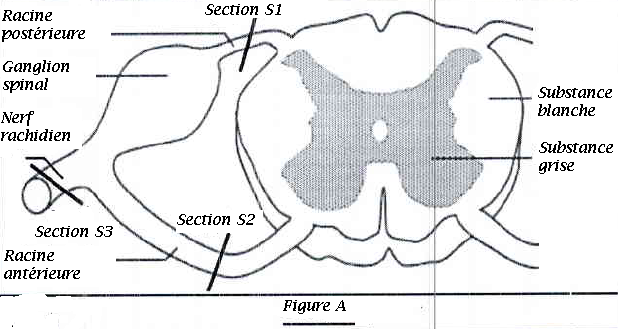 Section S1
Racine
postérieure
Ganglion
spinal
Nerf
rachidien
Substance
blanche
Substance
grise
Section S2
Section S3
Racine
antérieure
Figure A